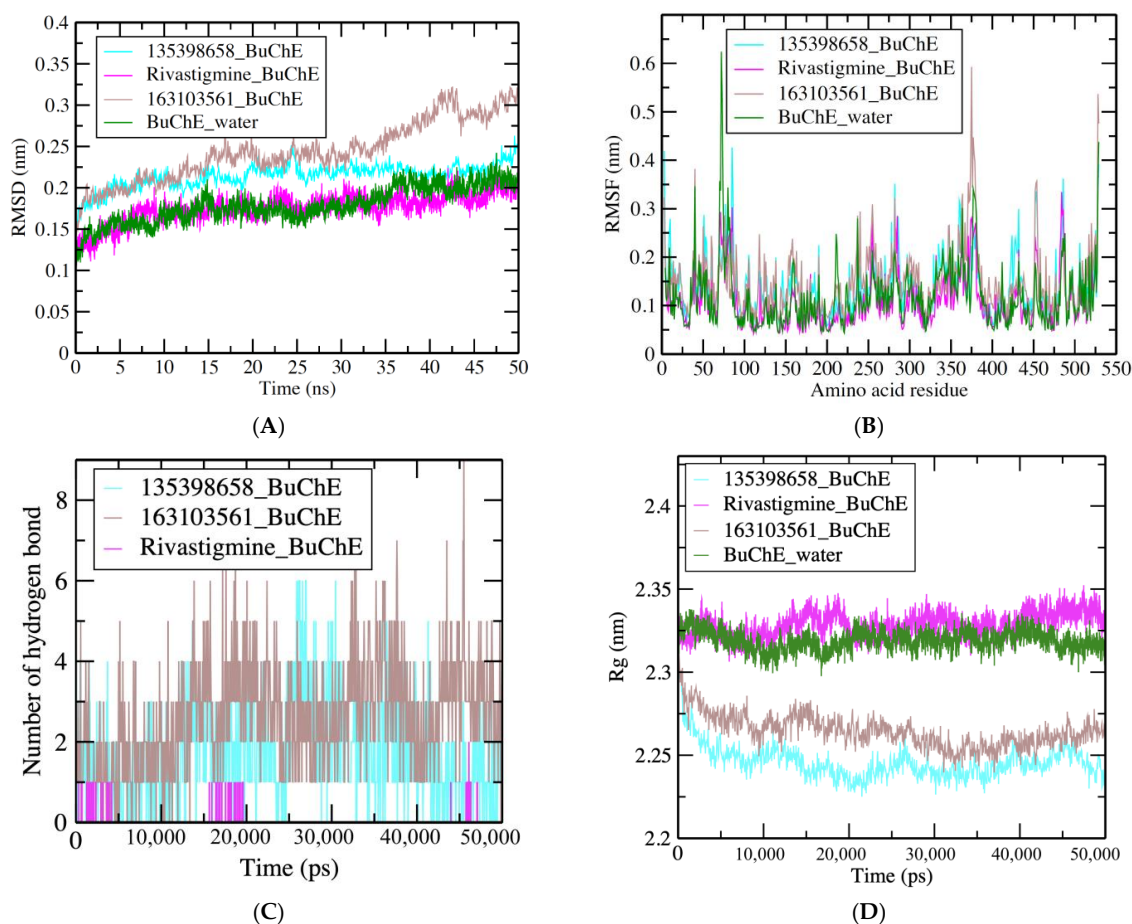 0.4
0.35
0.3
0.25
0.2
0.15
0.1
0.05
0
RMSD (nm)
135398658_BuChE
Rivastigmine_BuChE
163103561_BuChE
BuChE_water
0 5 10 15 20 25 30 35 40 45 50
Time (ns)
(A)
0.6
0.5
0.4
0.3
0.2
0.1
0
RMSF (nm)
135398658_BuChE
Rivastigmine_BuChE
163103561_BuChE
BuChE_water
0 50 100 150 200 250 300 350 400 450 500 550
Amino acid residue
(B)
8
6
4
2
0
Number of hydrogen bond
135398658_BuChE
163103561_BuChE
Rivastigmine_BuChE
0 10,000 20,000 30,000 40,000 50,000
Time (ps)
(C)
2.4
2.35
2.3
2.25
2.2
Rg (nm)
135398658_BuChE
Rivastigmine_BuChE
163103561_BuChE
BuChE_water
0 10,000 20,000 30,000 40,000 50,000
Time (ps)
(D)